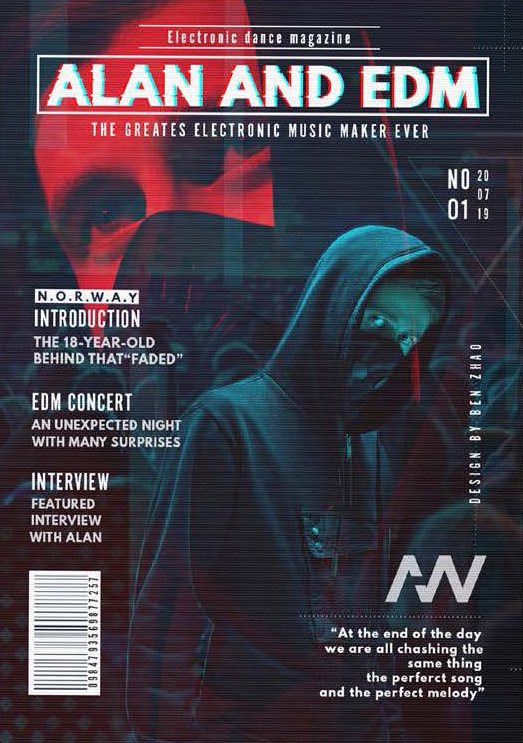 Electronic dance magazine
ALAN AND EDM
THE GREATES ELECTRONIC MUSIC MAKER EVER
NO 20
07
01 19
N.O.R.W.A.Y
INTRODUCTION
THE 18-YEAR-OLD
BEHIND THAT“FADED”
EDM CONCERT
AN UNEXPECTED NIGHT
WITH MANY SURPRISES
INTERVIEW
FEATURED
INTERVIEW
WITH ALAN
DESIGN BY BEN ZHAO
0984793569877257
AW
“At the end of the day
we are all chashing the
same thing
the perferct song
and the perfect melody”